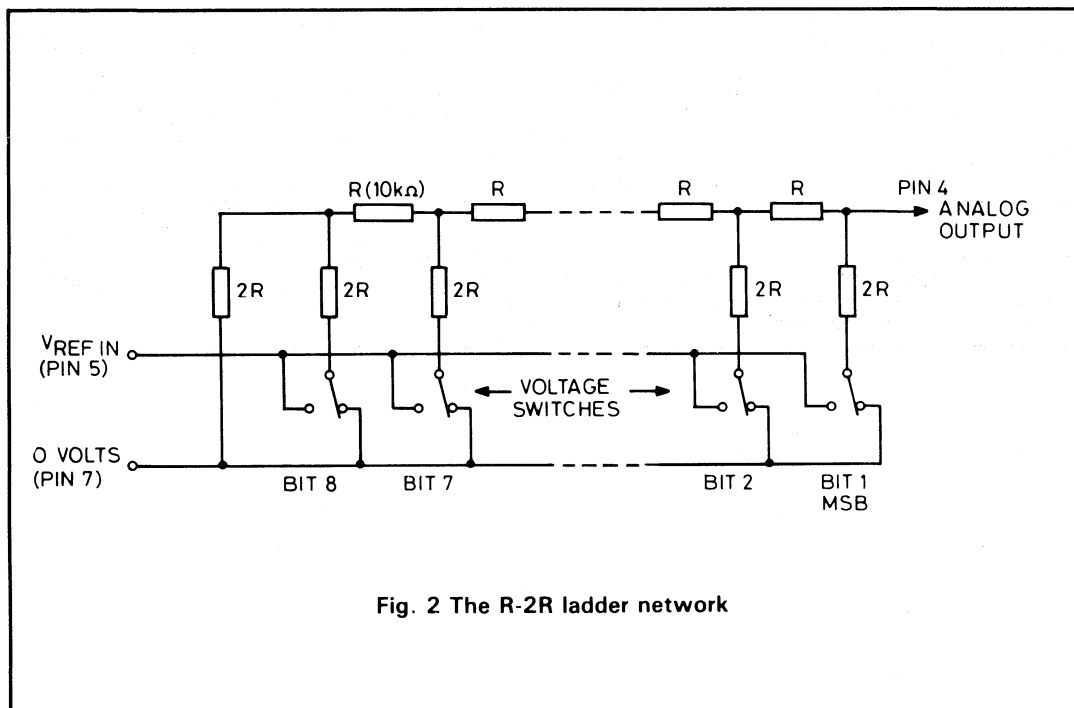 R(10kΩ) R R R PIN 4
ANALOG
OUTPUT
2R 2R 2R 2R 2R
VREF IN
(PIN 5)
VOLTAGE
SWITCHES
0 VOLTS
(PIN 7)
BIT 8 BIT 7 BIT 2 BIT 1
MSB
Fig. 2 The R-2R ladder network